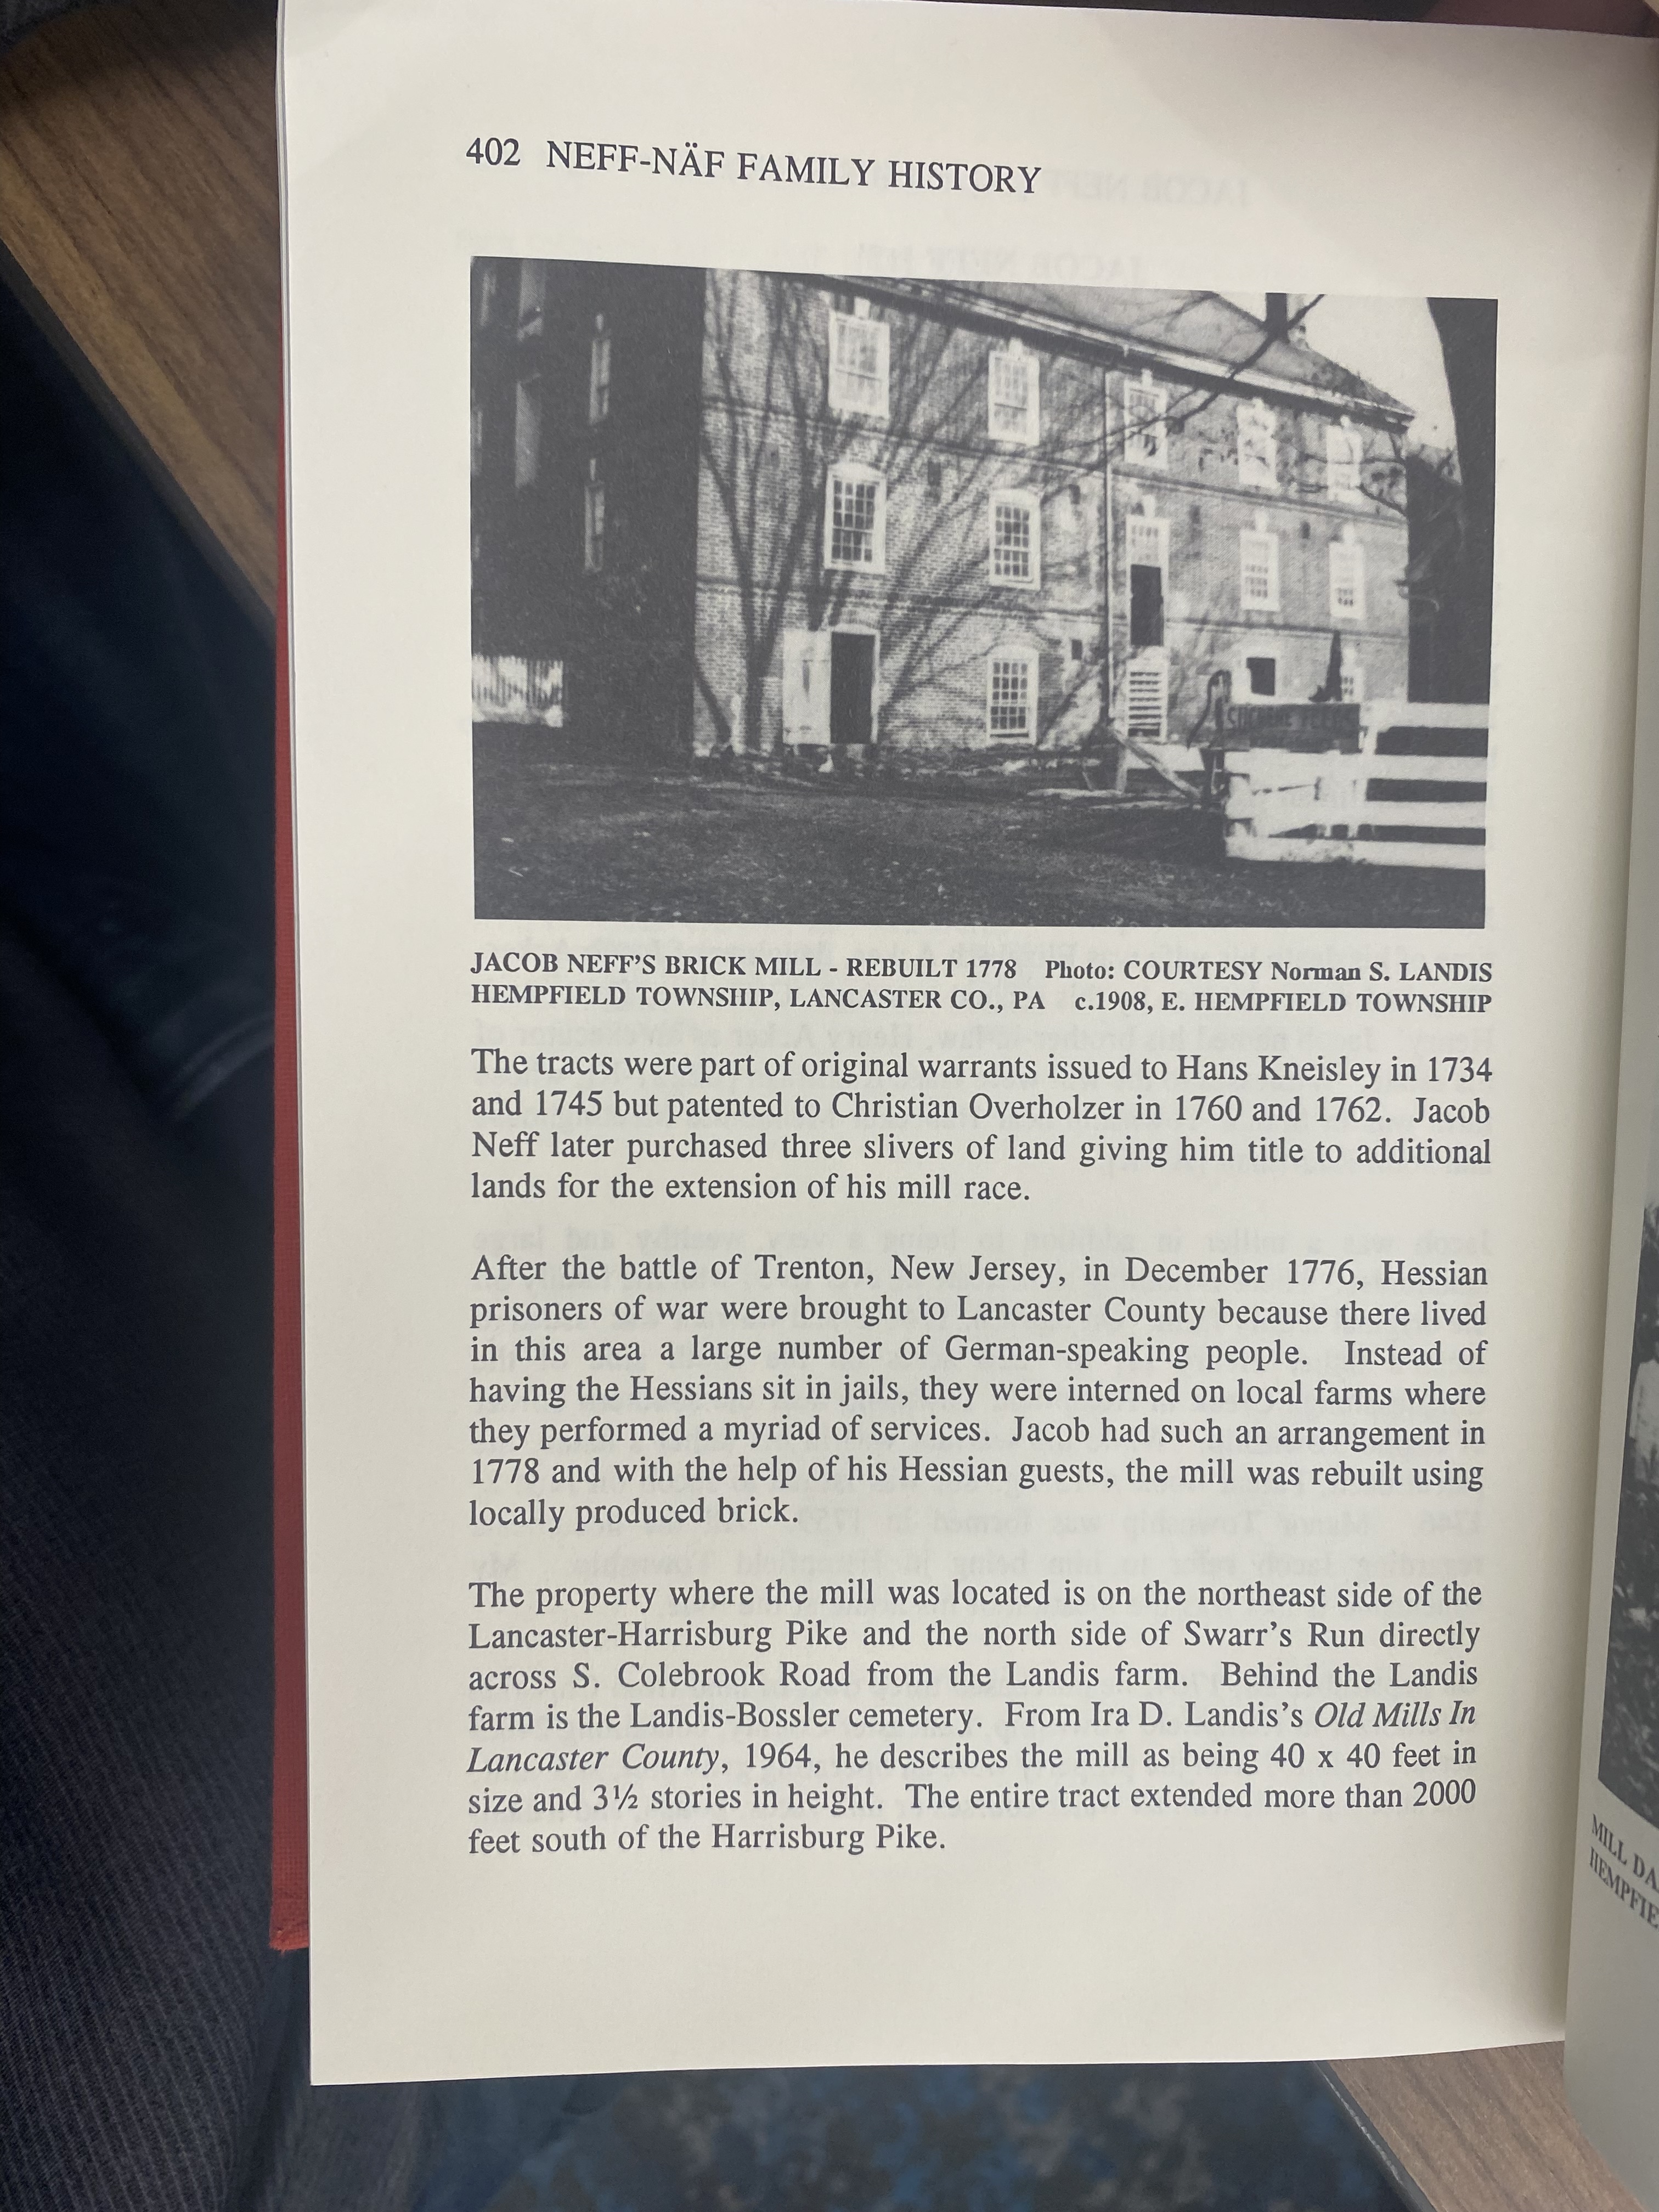 402 NEFF-NÄF FAMILY HISTORY
JACOB NEFF'S BRICK MILL - REBUILT 1778 Photo: COURTESY Norman S. LANDIS
HEMPFIELD TOWNSHIP, LANCASTER CO., PA c.1908, E. HEMPFIELD TOWNSHIP
The tracts were part of original warrants issued to Hans Kneisley in 1734
and 1745 but patented to Christian Overholzer in 1760 and 1762. Jacob
Neff later purchased three slivers of land giving him title to additional
lands for the extension of his mill race.
After the battle of Trenton, New Jersey, in December 1776, Hessian
prisoners of war were brought to Lancaster County because there lived
in this area a large number of German-speaking people. Instead of
having the Hessians sit in jails, they were interned on local farms where
they performed a myriad of services. Jacob had such an arrangement in
1778 and with the help of his Hessian guests, the mill was rebuilt using
locally produced brick.
The property where the mill was located is on the northeast side of the
Lancaster-Harrisburg Pike and the north side of Swarr's Run directly
across S. Colebrook Road from the Landis farm. Behind the Landis
farm is the Landis-Bossler cemetery. From Ira D. Landis's Old Mills In
Lancaster County, 1964, he describes the mill as being 40 x 40 feet in
size and 3½ stories in height. The entire tract extended more than 2000
feet south of the Harrisburg Pike.
MILL